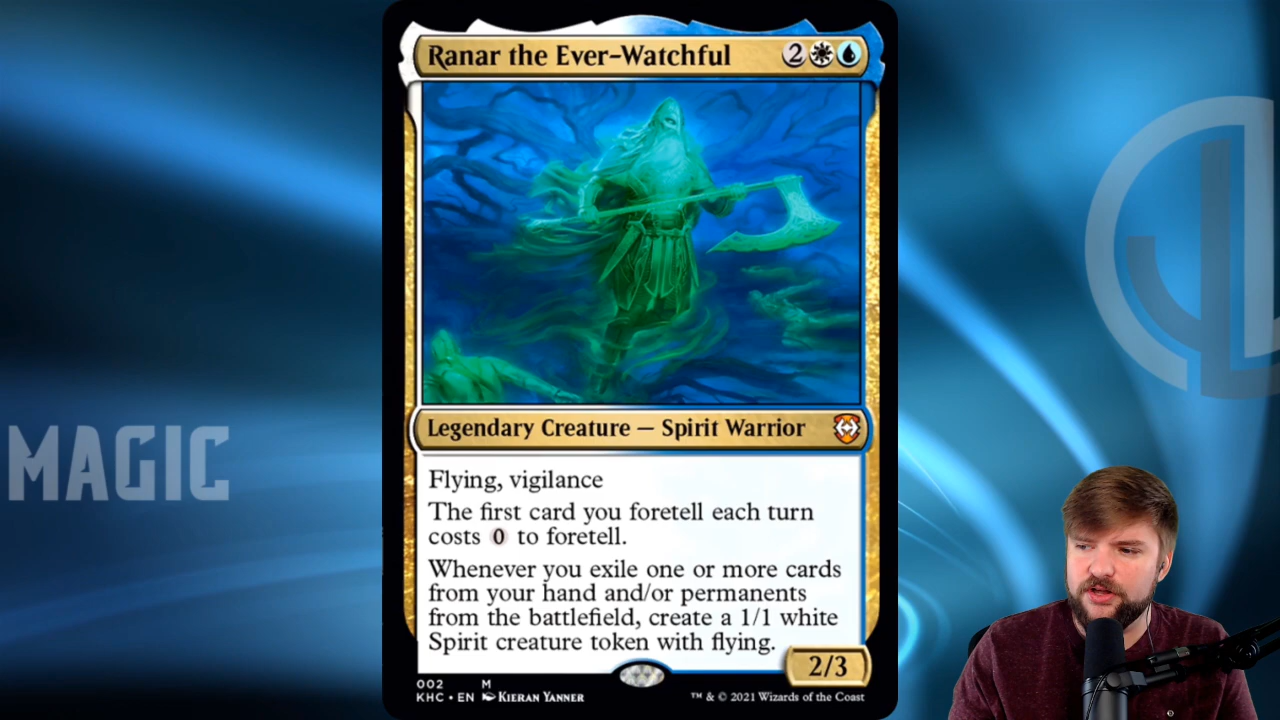 Ranar the Ever-Watchful 2
Legendary Creature — Spirit Warrior
Flying, vigilance
The first card you foretell each turn
costs 0 to foretell.
Whenever you exile one or more cards
from your hand and/or permanents
from the battlefield, create a 1/1 white
Spirit creature token with flying.
2/3
002 M
KHC • EN KIERAN YANNER
™ & © 2021 Wizards of the Coast
MAGIC
JL